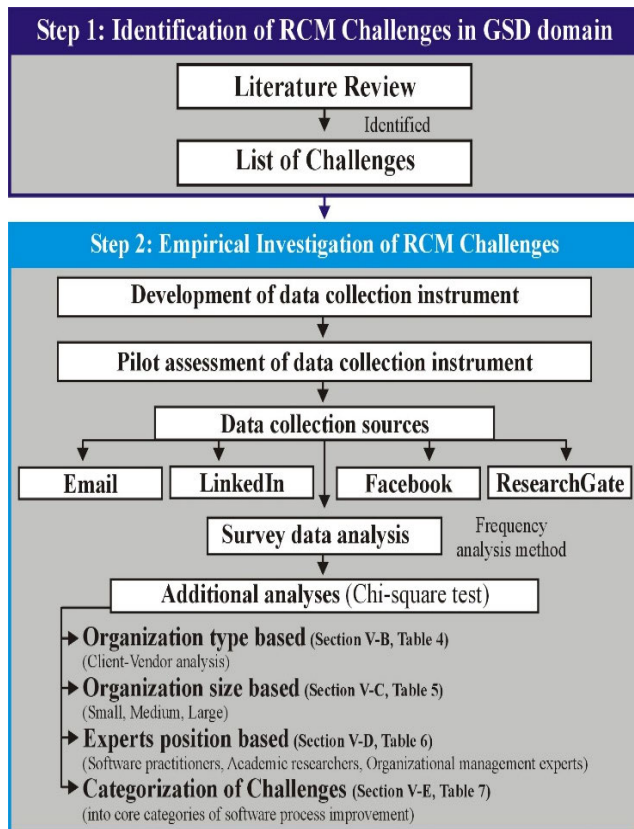 Step 1: Identification of RCM Challenges in GSD domain
Literature Review
Identified
List of Challenges
Step 2: Empirical Investigation of RCM Challenges
Development of data collection instrument
Pilot assessment of data collection instrument
Data collection sources
Email LinkedIn Facebook ResearchGate
Survey data analysis
Frequency
analysis method
Additional analyses (Chi-square test)
Organization type based (Section V-B, Table 4)
(Client-Vendor analysis)
Organization size based (Section V-C, Table 5)
(Small, Medium, Large)
Experts position based (Section V-D, Table 6)
(Software practitioners, Academic researchers, Organizational management experts)
Categorization of Challenges (Section V-E, Table 7)
(into core categories of software process improvement)